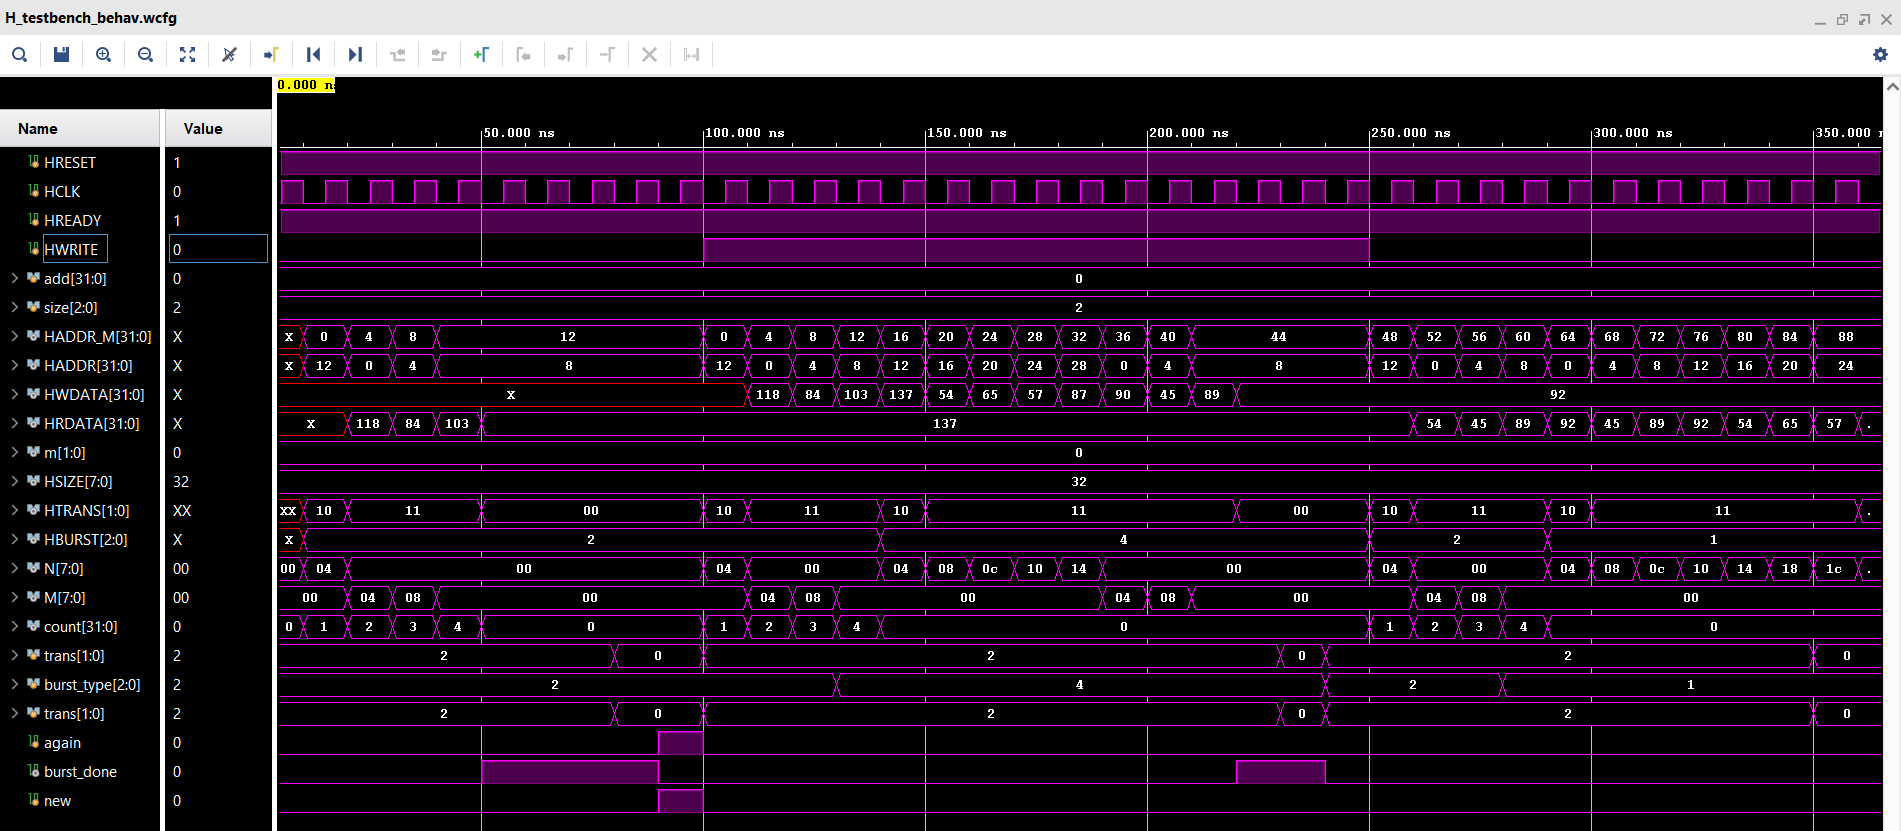 H_testbench_behav.wcfg
0.000 n
Name Value
50.000 ns 100.000 ns 150.000 ns 200.000 ns 250.000 ns 300.000 ns 350.000
HRESET 1
HCLK 0
HREADY 1
HWRITE 0
add[31:0] 0 0
size[2:0] 2 2
HADDR_M[31:0] X X 0 4 8 12 0 4 8 12 16 20 24 28 32 36 40 44 48 52 56 60 64 68 72 76 80 84 88
HADDR[31:0] X X 12 0 4 8 12 0 4 8 12 16 20 24 28 0 4 8 12 0 4 8 0 4 8 12 16 20 24
HWDATA[31:0] X X 118 84 103 137 54 65 57 87 90 45 89 92
HRDATA[31:0] X X 118 84 103 137 54 45 89 92 45 89 92 54 65 57 .
m[1:0] 0 0
HSIZE[7:0] 32 32
HTRANS[1:0] XX XX 10 11 00 10 11 10 11 00 10 11 10 11 .
HBURST[2:0] X X 2 4 2 1
N[7:0] 00 00 04 00 04 00 04 08 0c 10 14 00 04 00 04 08 0c 10 14 18 1c .
M[7:0] 00 00 04 08 00 04 08 00 04 08 00 04 08 00
count[31:0] 0 0 1 2 3 4 0 1 2 3 4 0 1 2 3 4 0
trans[1:0] 2 2 0 2 0 2 0
burst_type[2:0] 2 2 4 2 1
trans[1:0] 2 2 0 2 0 2 0
again 0
burst_done 0
new 0